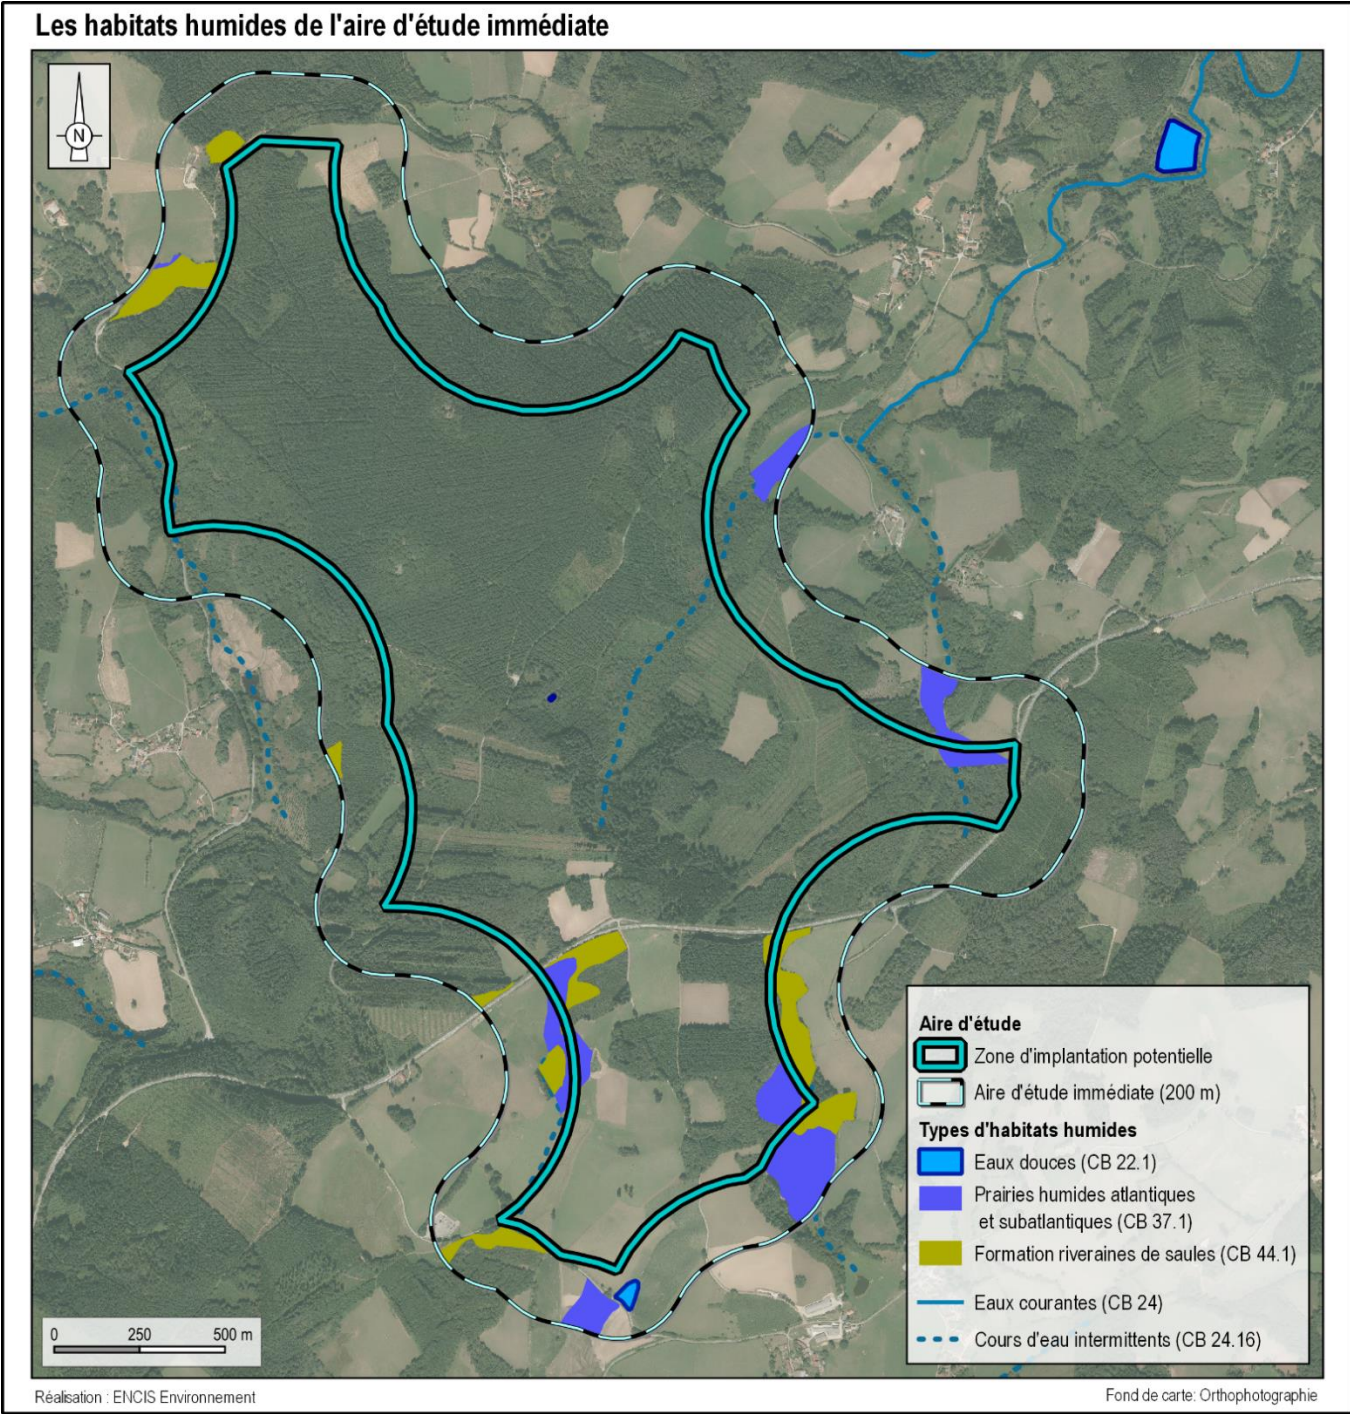 Les habitats humides de l'aire d'étude immédiate
N
Aire d'étude
Zone d'implantation potentielle
Aire d'étude immédiate (200 m)
Types d'habitats humides
Eaux douces (CB 22.1)
Prairies humides atlantiques
et subatlantiques (CB 37.1)
Formation riveraines de saules (CB 44.1)
Eaux courantes (CB 24)
Cours d'eau intermittents (CB 24.16)
0 250 500 m
Réalisation : ENCIS Environnement
Fond de carte: Orthophotographie